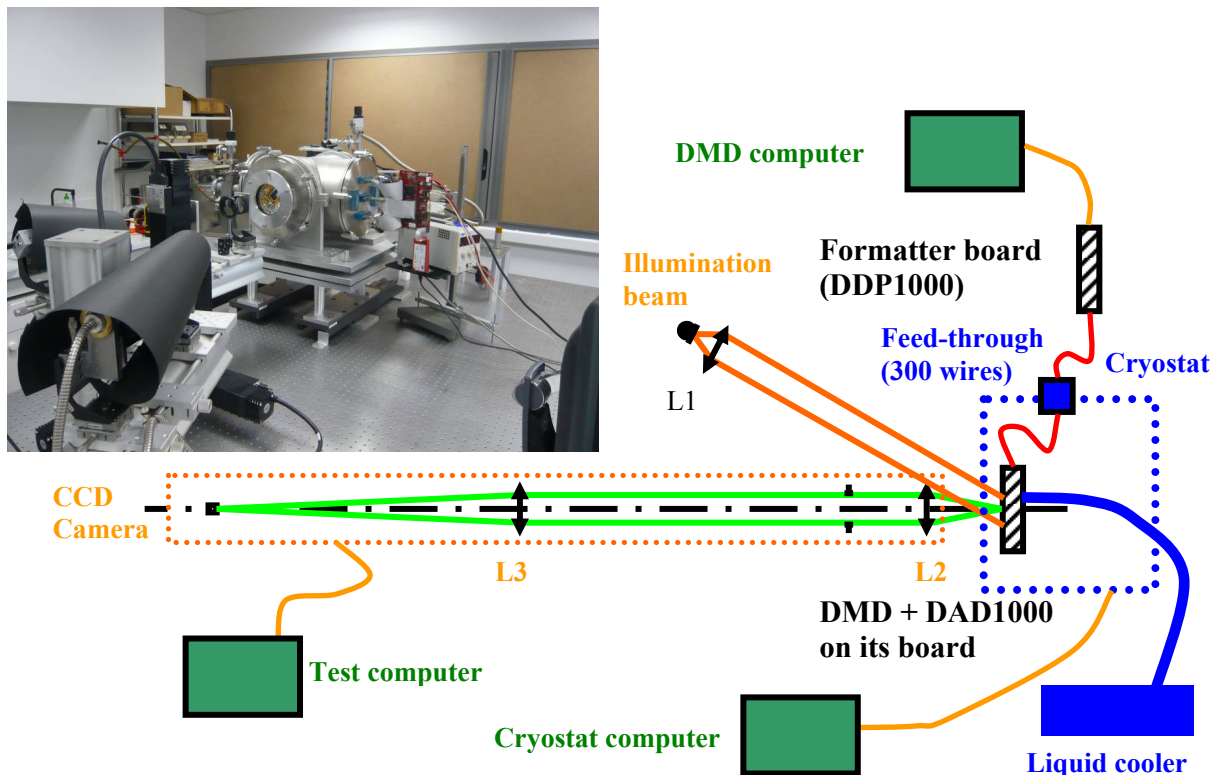 DMD computer
Formatter board
(DDP1000)
Illumination
beam
Feed-through
(300 wires)
Cryostat
L1
CCD
Camera
L3
L2
DMD + DAD1000
on its board
Test computer
Cryostat computer
Liquid cooler